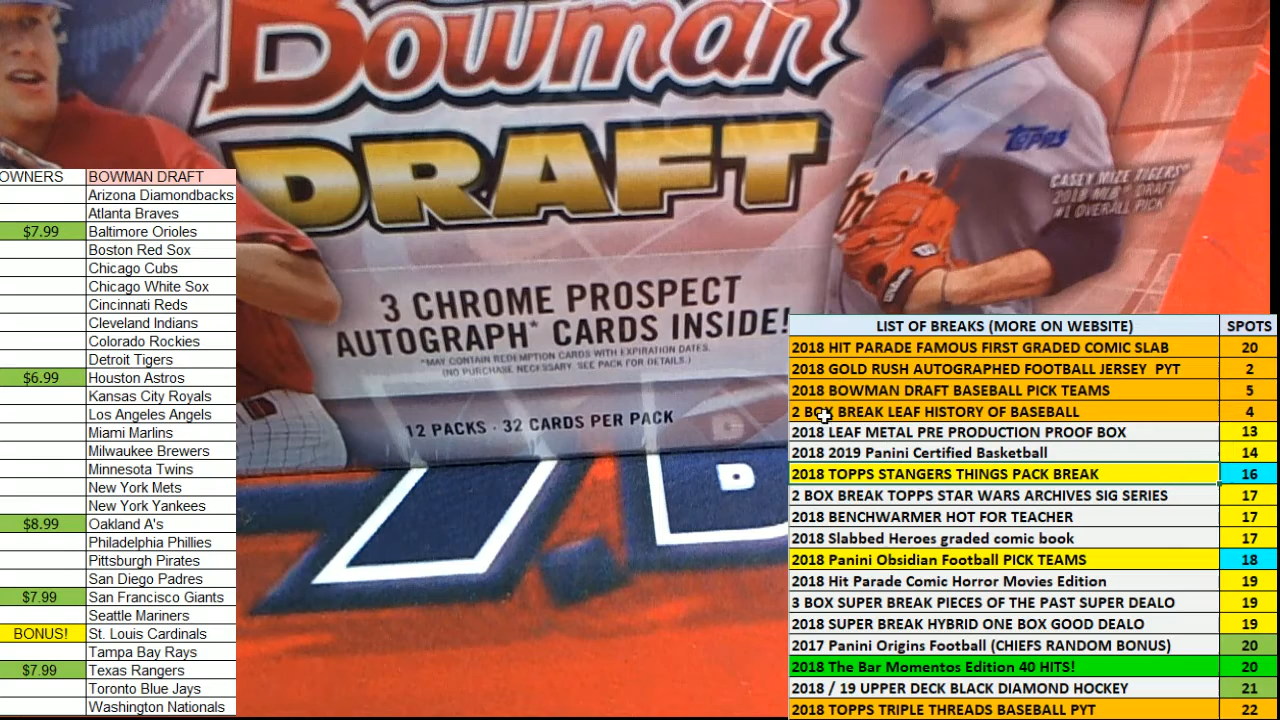 Bowman
DRAFT
Topps
CASEY MIZE TIGERS®
2018 MLB® DRAFT
#1 OVERALL PICK
3 CHROME PROSPECT
AUTOGRAPH* CARDS INSIDE!
*MAY CONTAIN REDEMPTION CARDS WITH EXPIRATION DATES.
(NO PURCHASE NECESSARY. SEE PACK FOR DETAILS.)
12 PACKS · 32 CARDS PER PACK
OWNERS BOWMAN DRAFT
Arizona Diamondbacks
Atlanta Braves
$7.99 Baltimore Orioles
Boston Red Sox
Chicago Cubs
Chicago White Sox
Cincinnati Reds
Cleveland Indians
Colorado Rockies
Detroit Tigers
$6.99 Houston Astros
Kansas City Royals
Los Angeles Angels
Miami Marlins
Milwaukee Brewers
Minnesota Twins
New York Mets
New York Yankees
$8.99 Oakland A's
Philadelphia Phillies
Pittsburgh Pirates
San Diego Padres
$7.99 San Francisco Giants
Seattle Mariners
BONUS! St. Louis Cardinals
Tampa Bay Rays
$7.99 Texas Rangers
Toronto Blue Jays
Washington Nationals
LIST OF BREAKS (MORE ON WEBSITE) SPOTS
2018 HIT PARADE FAMOUS FIRST GRADED COMIC SLAB 20
2018 GOLD RUSH AUTOGRAPHED FOOTBALL JERSEY PYT 2
2018 BOWMAN DRAFT BASEBALL PICK TEAMS 5
2 BOX BREAK LEAF HISTORY OF BASEBALL 4
2018 LEAF METAL PRE PRODUCTION PROOF BOX 13
2018 2019 Panini Certified Basketball 14
2018 TOPPS STANGERS THINGS PACK BREAK 16
2 BOX BREAK TOPPS STAR WARS ARCHIVES SIG SERIES 17
2018 BENCHWARMER HOT FOR TEACHER 17
2018 Slabbed Heroes graded comic book 17
2018 Panini Obsidian Football PICK TEAMS 18
2018 Hit Parade Comic Horror Movies Edition 19
3 BOX SUPER BREAK PIECES OF THE PAST SUPER DEALO 19
2018 SUPER BREAK HYBRID ONE BOX GOOD DEALO 19
2017 Panini Origins Football (CHIEFS RANDOM BONUS) 20
2018 The Bar Momentos Edition 40 HITS! 20
2018 / 19 UPPER DECK BLACK DIAMOND HOCKEY 21
2018 TOPPS TRIPLE THREADS BASEBALL PYT 22